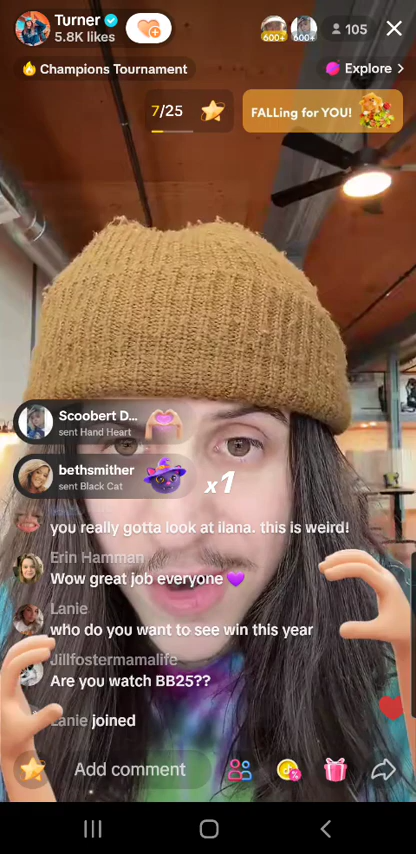 Turner
5.8K likes
600+
600+
105
Champions Tournament
Explore >
7/25
FALLing for YOU!
Scoobert D...
sent Hand Heart
bethsmither
sent Black Cat
x1
you really gotta look at ilana. this is weird!
Erin Hamman
Wow great job everyone 💜
Lanie
who do you want to see win this year
Jillfostermamalife
Are you watch BB25??
Lanie joined
Add comment